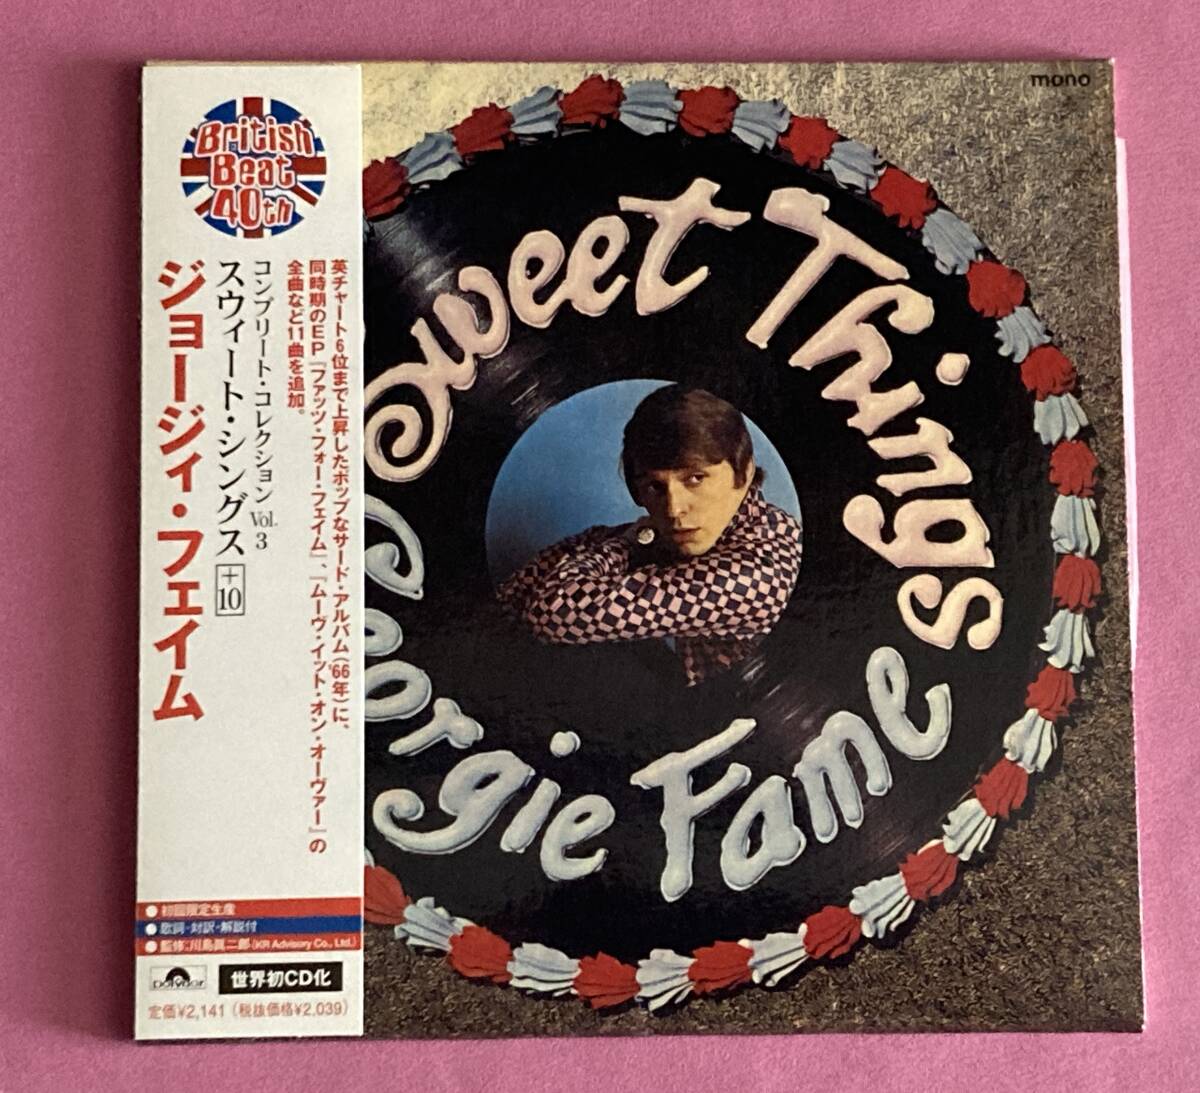 British
Beat
40th
コンプリート・コレクション Vol. 3
スウィート・シングス +10
ジョージィ・フェイム
英チャート6位まで上昇したポップなサード・アルバム('66年)に、
同時期のEP『ファッツ・フォー・フェイム』、『ムーヴ・イット・オン・オーヴァー』の
全曲など11曲を追加。
● 初回限定生産
● 歌詞・対訳・解説付
● 監修:川島眞二郎(KR Advisory Co., Ltd.)
polydor
世界初CD化
定価¥2,141(税抜価格¥2,039)
mono
Sweet Things
Georgie Fame